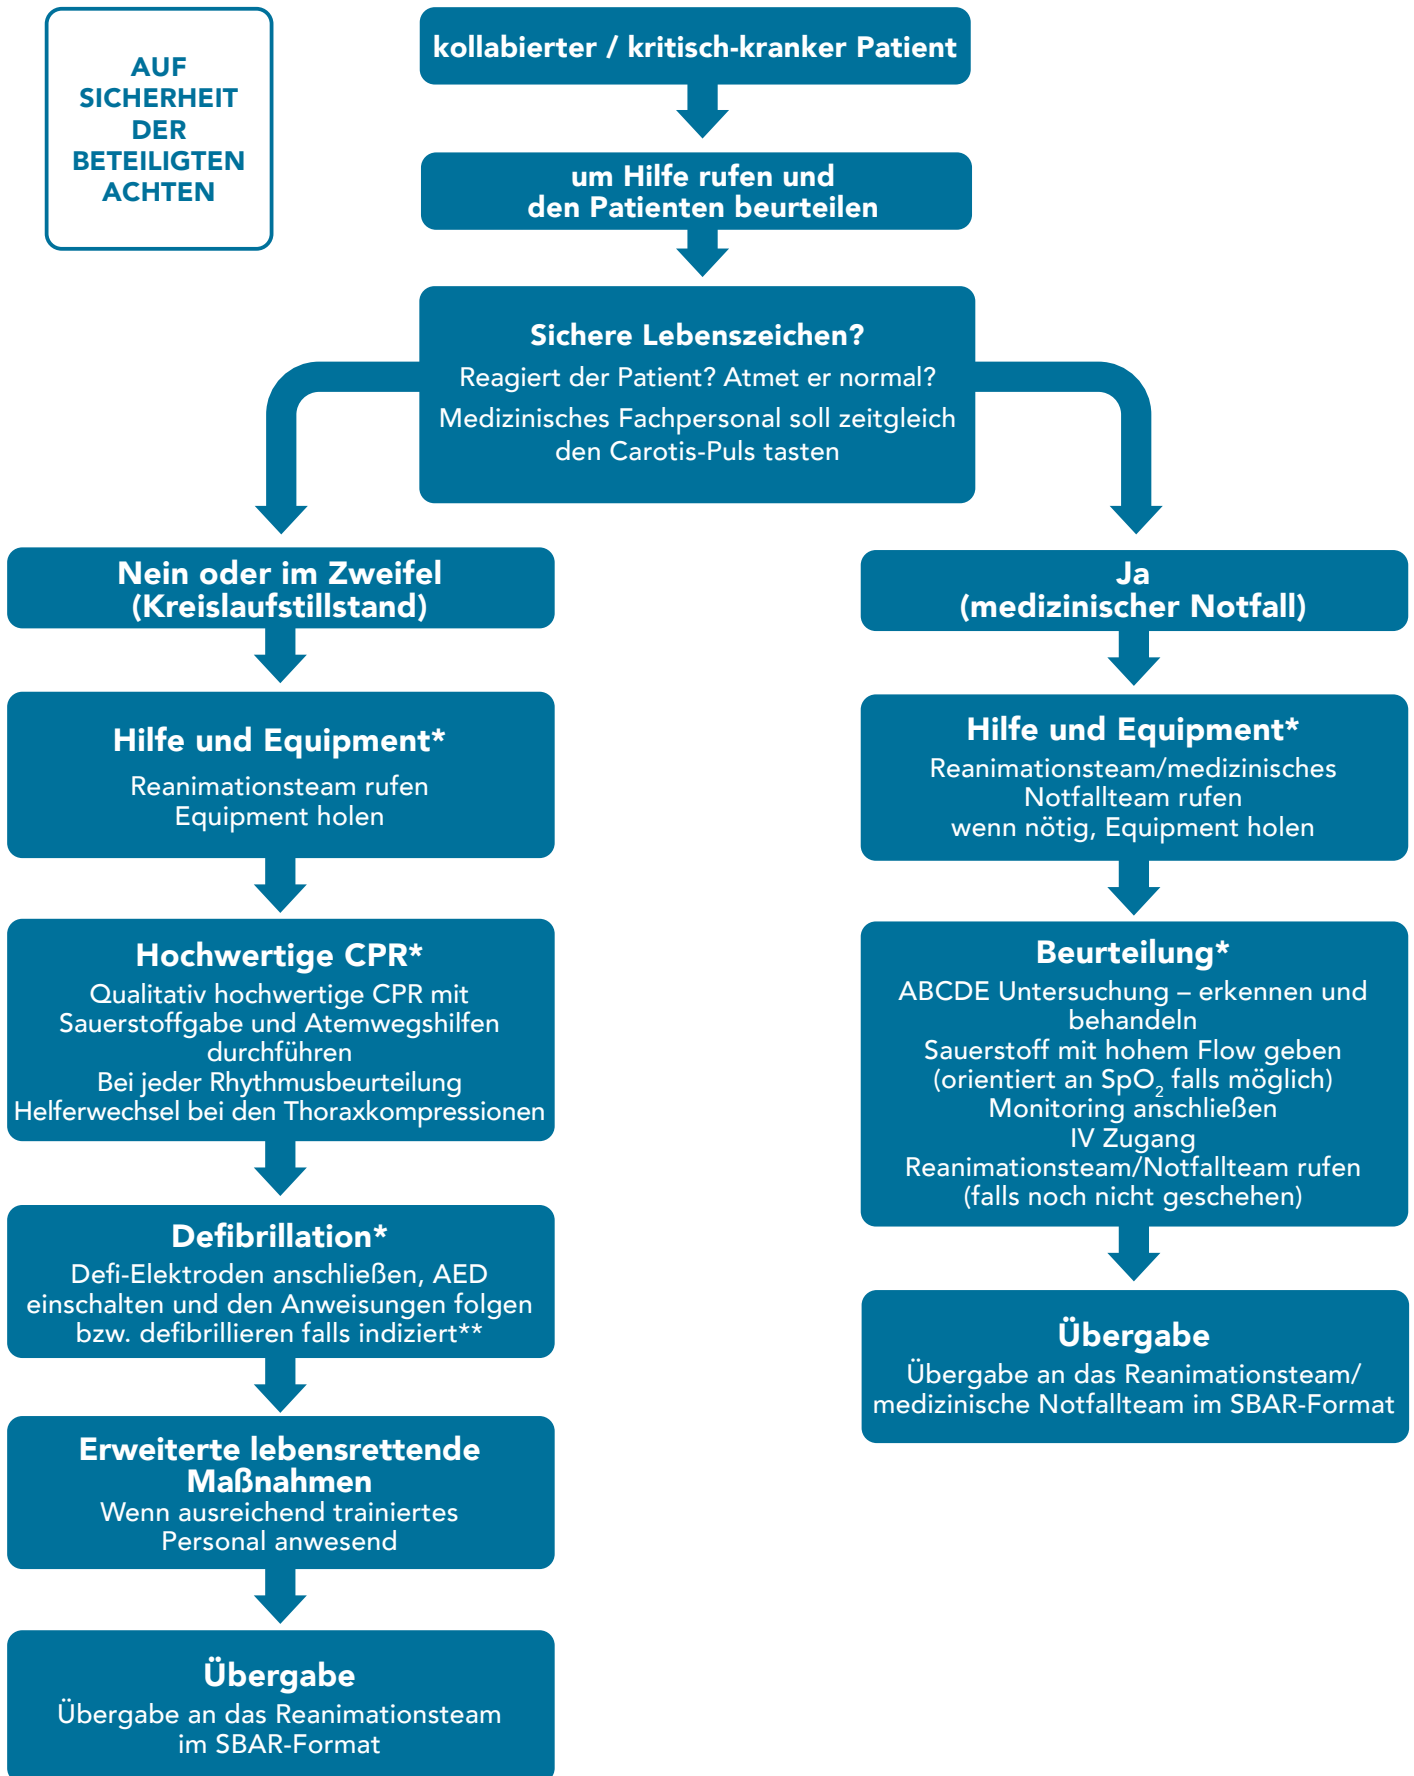 AUF
SICHERHEIT
DER
BETEILIGTEN
ACHTEN
kollabierter / kritisch-kranker Patient
um Hilfe rufen und
den Patienten beurteilen
Sichere Lebenszeichen?
Reagiert der Patient? Atmet er normal?
Medizinisches Fachpersonal soll zeitgleich
den Carotis-Puls tasten
Nein oder im Zweifel
(Kreislaufstillstand)
Hilfe und Equipment*
Reanimationsteam rufen
Equipment holen
Hochwertige CPR*
Qualitativ hochwertige CPR mit
Sauerstoffgabe und Atemwegshilfen
durchführen
Bei jeder Rhythmusbeurteilung
Helferwechsel bei den Thoraxkompressionen
Defibrillation*
Defi-Elektroden anschließen, AED
einschalten und den Anweisungen folgen
bzw. defibrillieren falls indiziert**
Erweiterte lebensrettende
Maßnahmen
Wenn ausreichend trainiertes
Personal anwesend
Übergabe
Übergabe an das Reanimationsteam
im SBAR-Format
Ja
(medizinischer Notfall)
Hilfe und Equipment*
Reanimationsteam/medizinisches
Notfallteam rufen
wenn nötig, Equipment holen
Beurteilung*
ABCDE Untersuchung – erkennen und
behandeln
Sauerstoff mit hohem Flow geben
(orientiert an SpO₂ falls möglich)
Monitoring anschließen
IV Zugang
Reanimationsteam/Notfallteam rufen
(falls noch nicht geschehen)
Übergabe
Übergabe an das Reanimationsteam/
medizinische Notfallteam im SBAR-Format